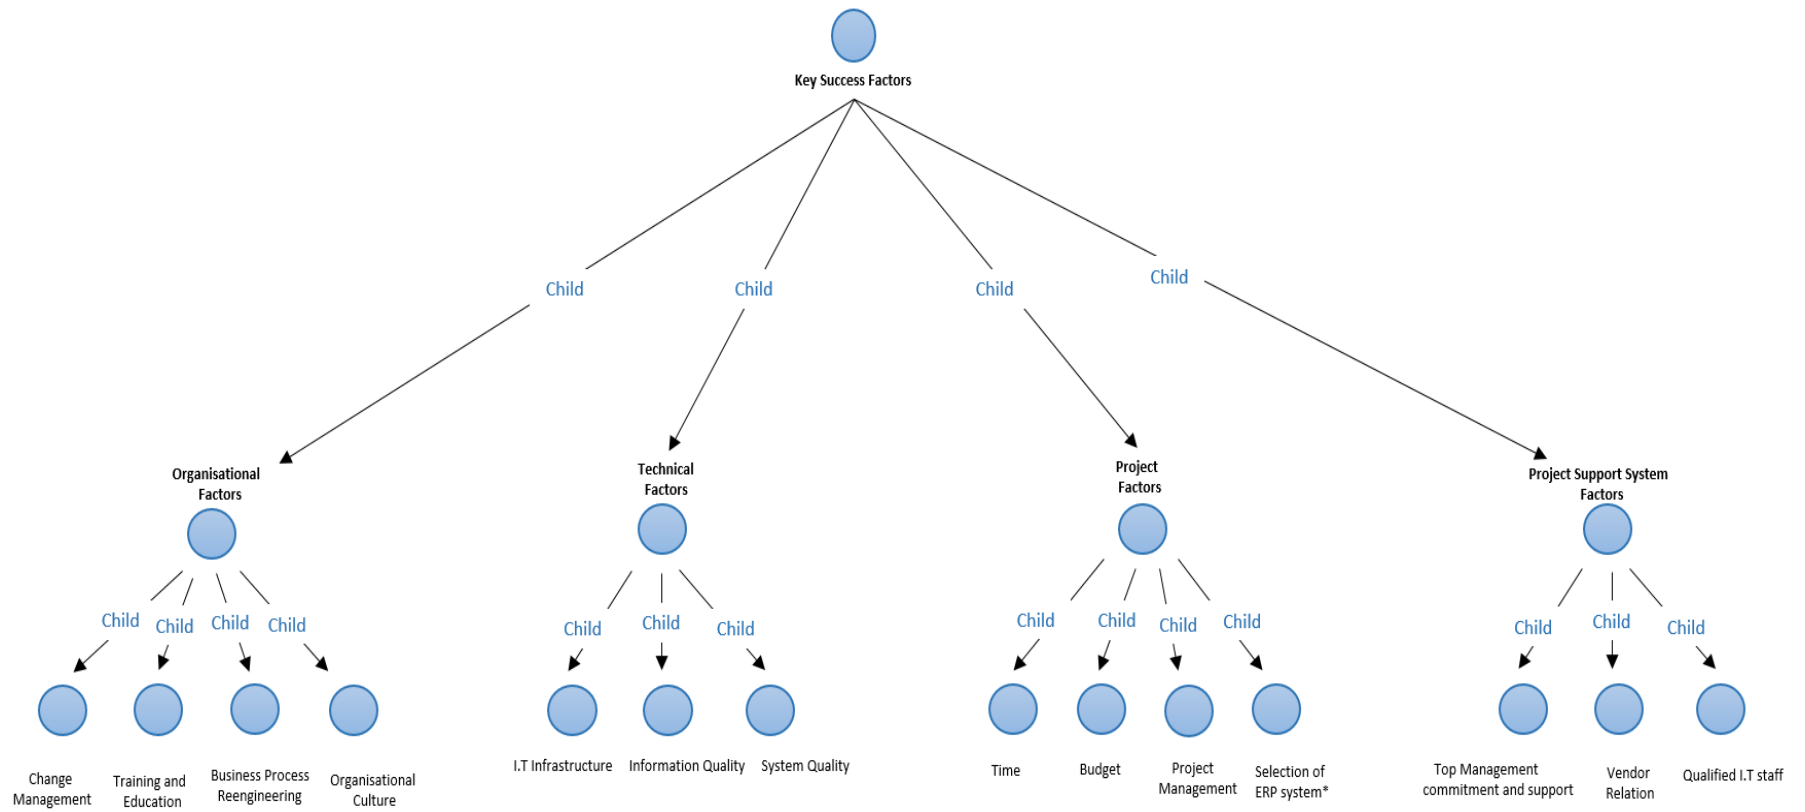 Key Success Factors
Child
Child
Child
Child
Organisational
Factors
Technical
Factors
Project
Factors
Project Support System
Factors
Child
Child
Child
Child
Child
Child
Child
Child
Child
Child
Child
Child
Child
Child
Change
Management
Training and
Education
Business Process
Reengineering
Organisational
Culture
I.T Infrastructure
Information Quality
System Quality
Time
Budget
Project
Management
Selection of
ERP system*
Top Management
commitment and support
Vendor
Relation
Qualified I.T staff